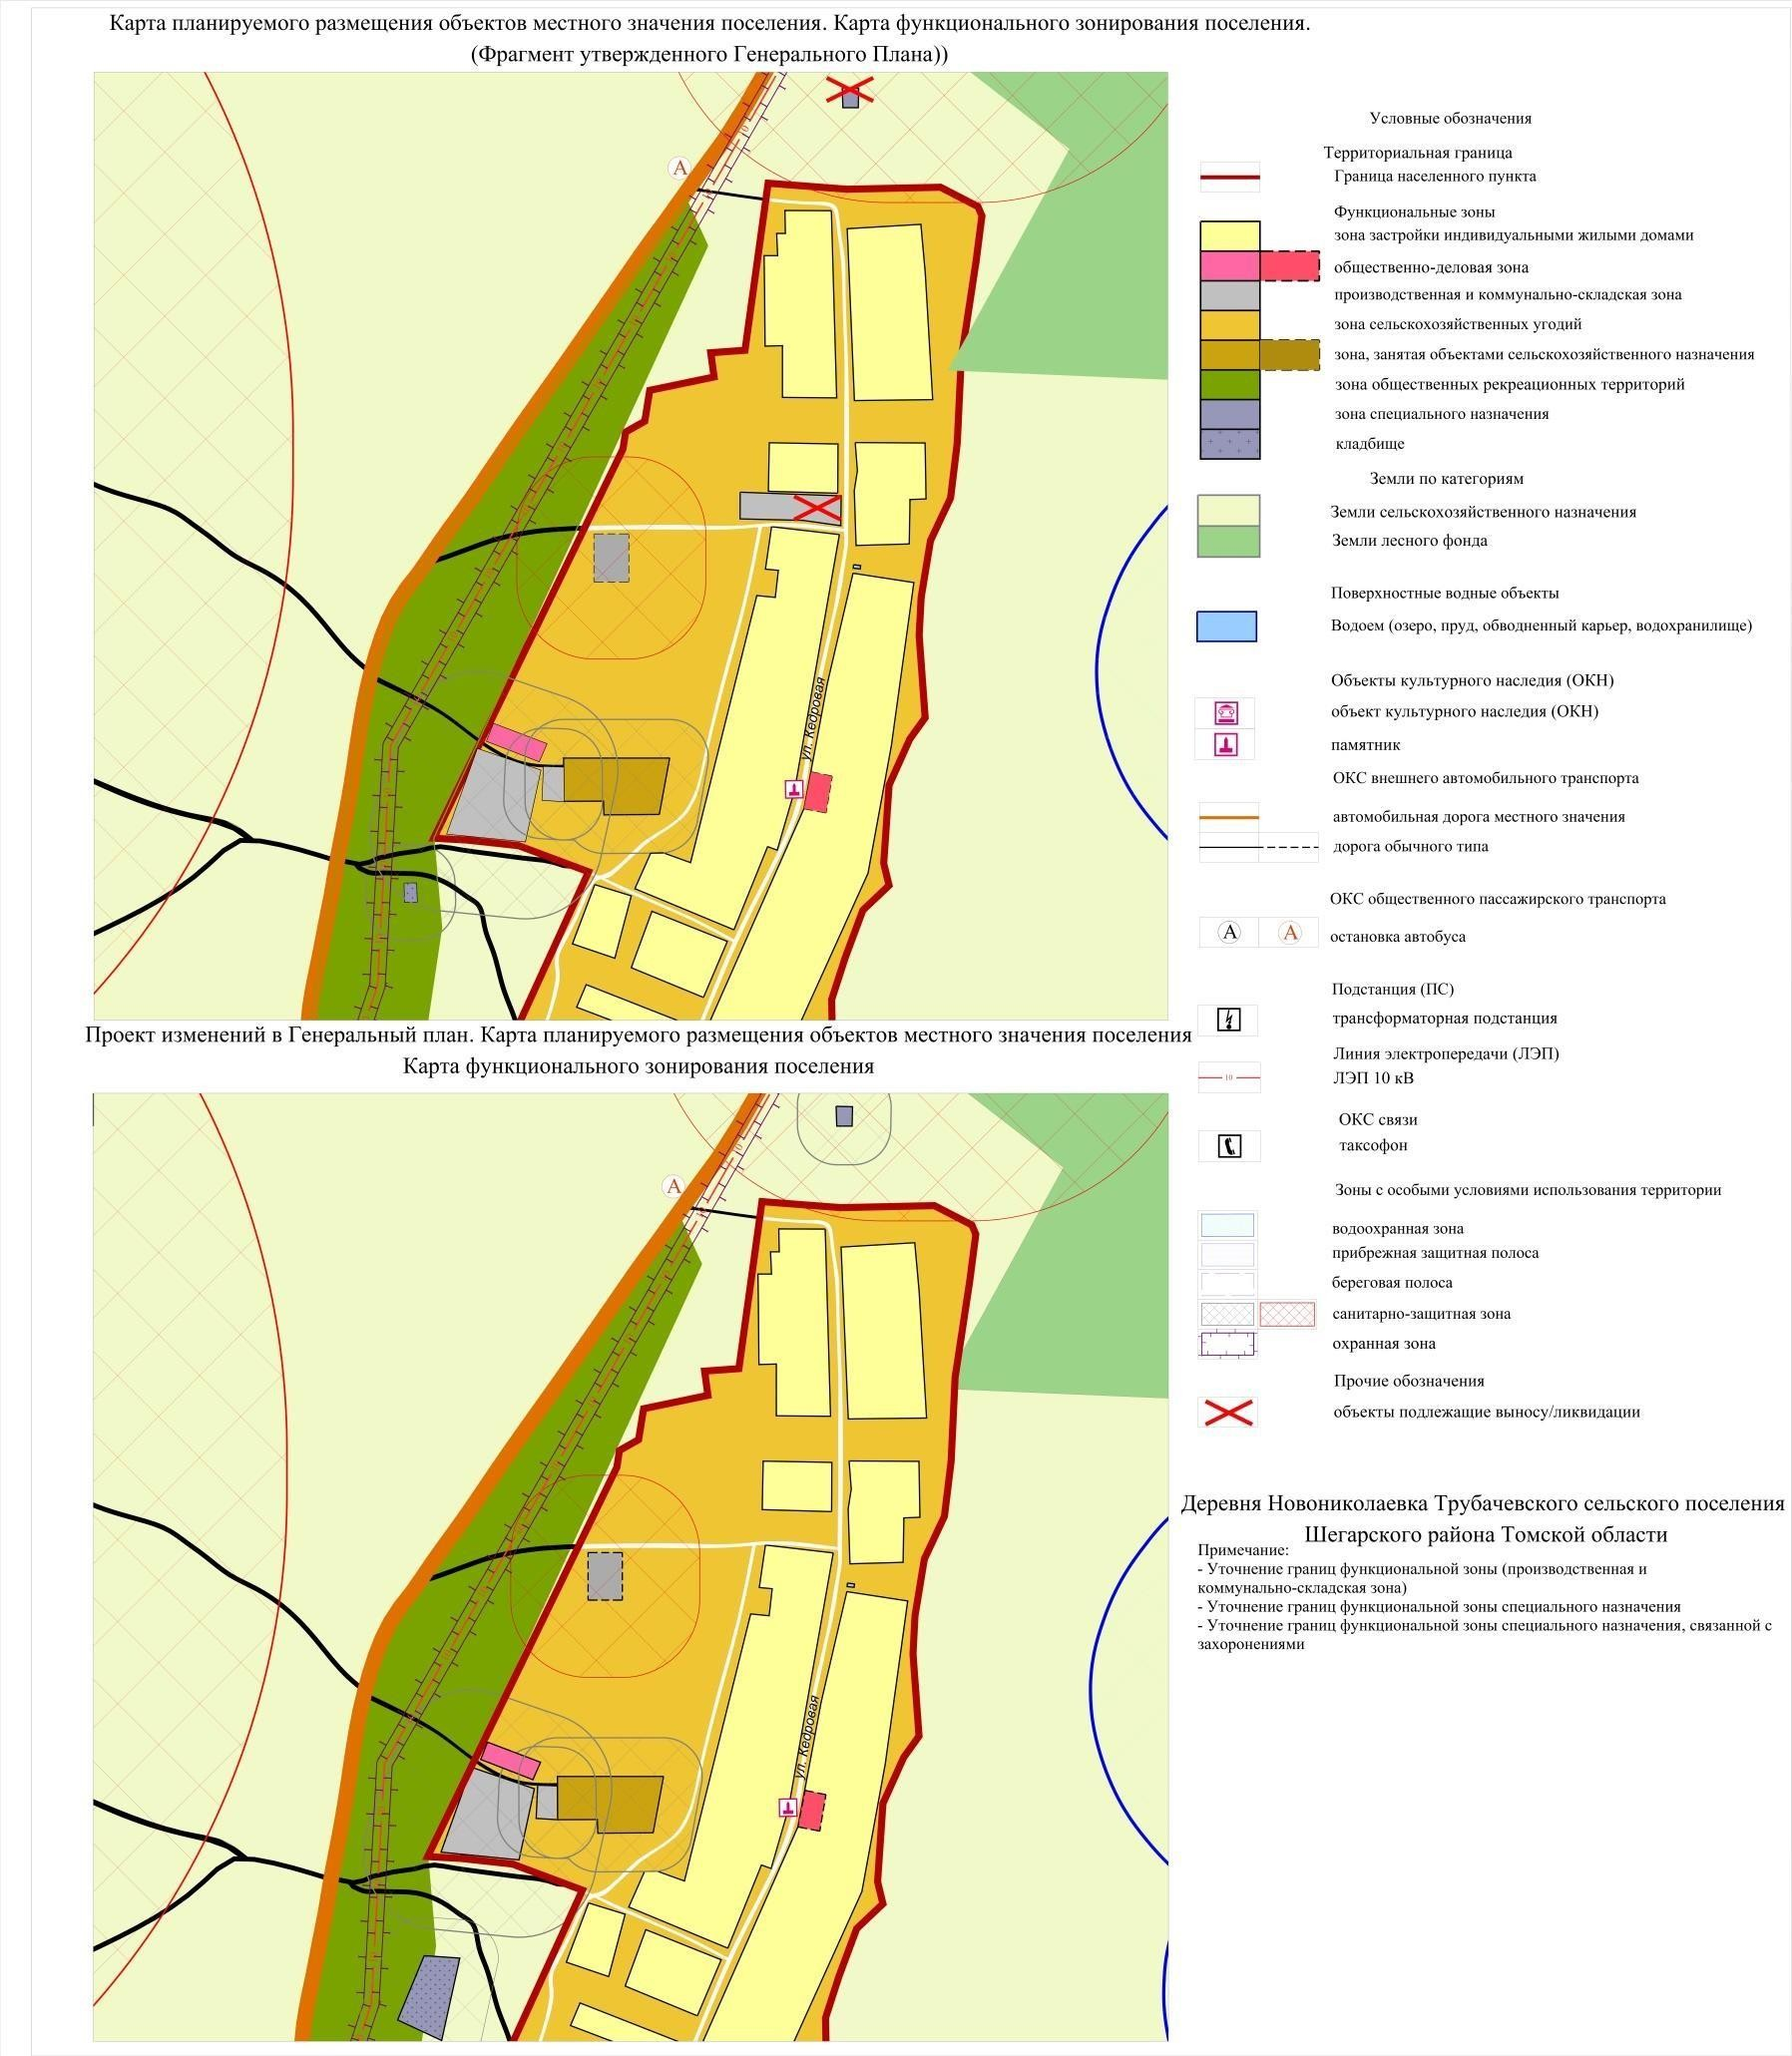 Карта планируемого размещения объектов местного значения поселения. Карта функционального зонирования поселения.
(Фрагмент утвержденного Генерального Плана))
А
10
ул. Кедровая
Проект изменений в Генеральный план. Карта планируемого размещения объектов местного значения поселения
Карта функционального зонирования поселения
А
10
ул. Кедровая
Условные обозначения
Территориальная граница
Граница населенного пункта
Функциональные зоны
зона застройки индивидуальными жилыми домами
общественно-деловая зона
производственная и коммунально-складская зона
зона сельскохозяйственных угодий
зона, занятая объектами сельскохозяйственного назначения
зона общественных рекреационных территорий
зона специального назначения
кладбище
Земли по категориям
Земли сельскохозяйственного назначения
Земли лесного фонда
Поверхностные водные объекты
Водоем (озеро, пруд, обводненный карьер, водохранилище)
Объекты культурного наследия (ОКН)
объект культурного наследия (ОКН)
памятник
ОКС внешнего автомобильного транспорта
автомобильная дорога местного значения
дорога обычного типа
ОКС общественного пассажирского транспорта
А А остановка автобуса
Подстанция (ПС)
трансформаторная подстанция
Линия электропередачи (ЛЭП)
10 ЛЭП 10 кВ
ОКС связи
таксофон
Зоны с особыми условиями использования территории
водоохранная зона
прибрежная защитная полоса
береговая полоса
санитарно-защитная зона
охранная зона
Прочие обозначения
объекты подлежащие выносу/ликвидации
Деревня Новониколаевка Трубачевского сельского поселения
Шегарского района Томской области
Примечание:
- Уточнение границ функциональной зоны (производственная и
коммунально-складская зона)
- Уточнение границ функциональной зоны специального назначения
- Уточнение границ функциональной зоны специального назначения, связанной с
захоронениями